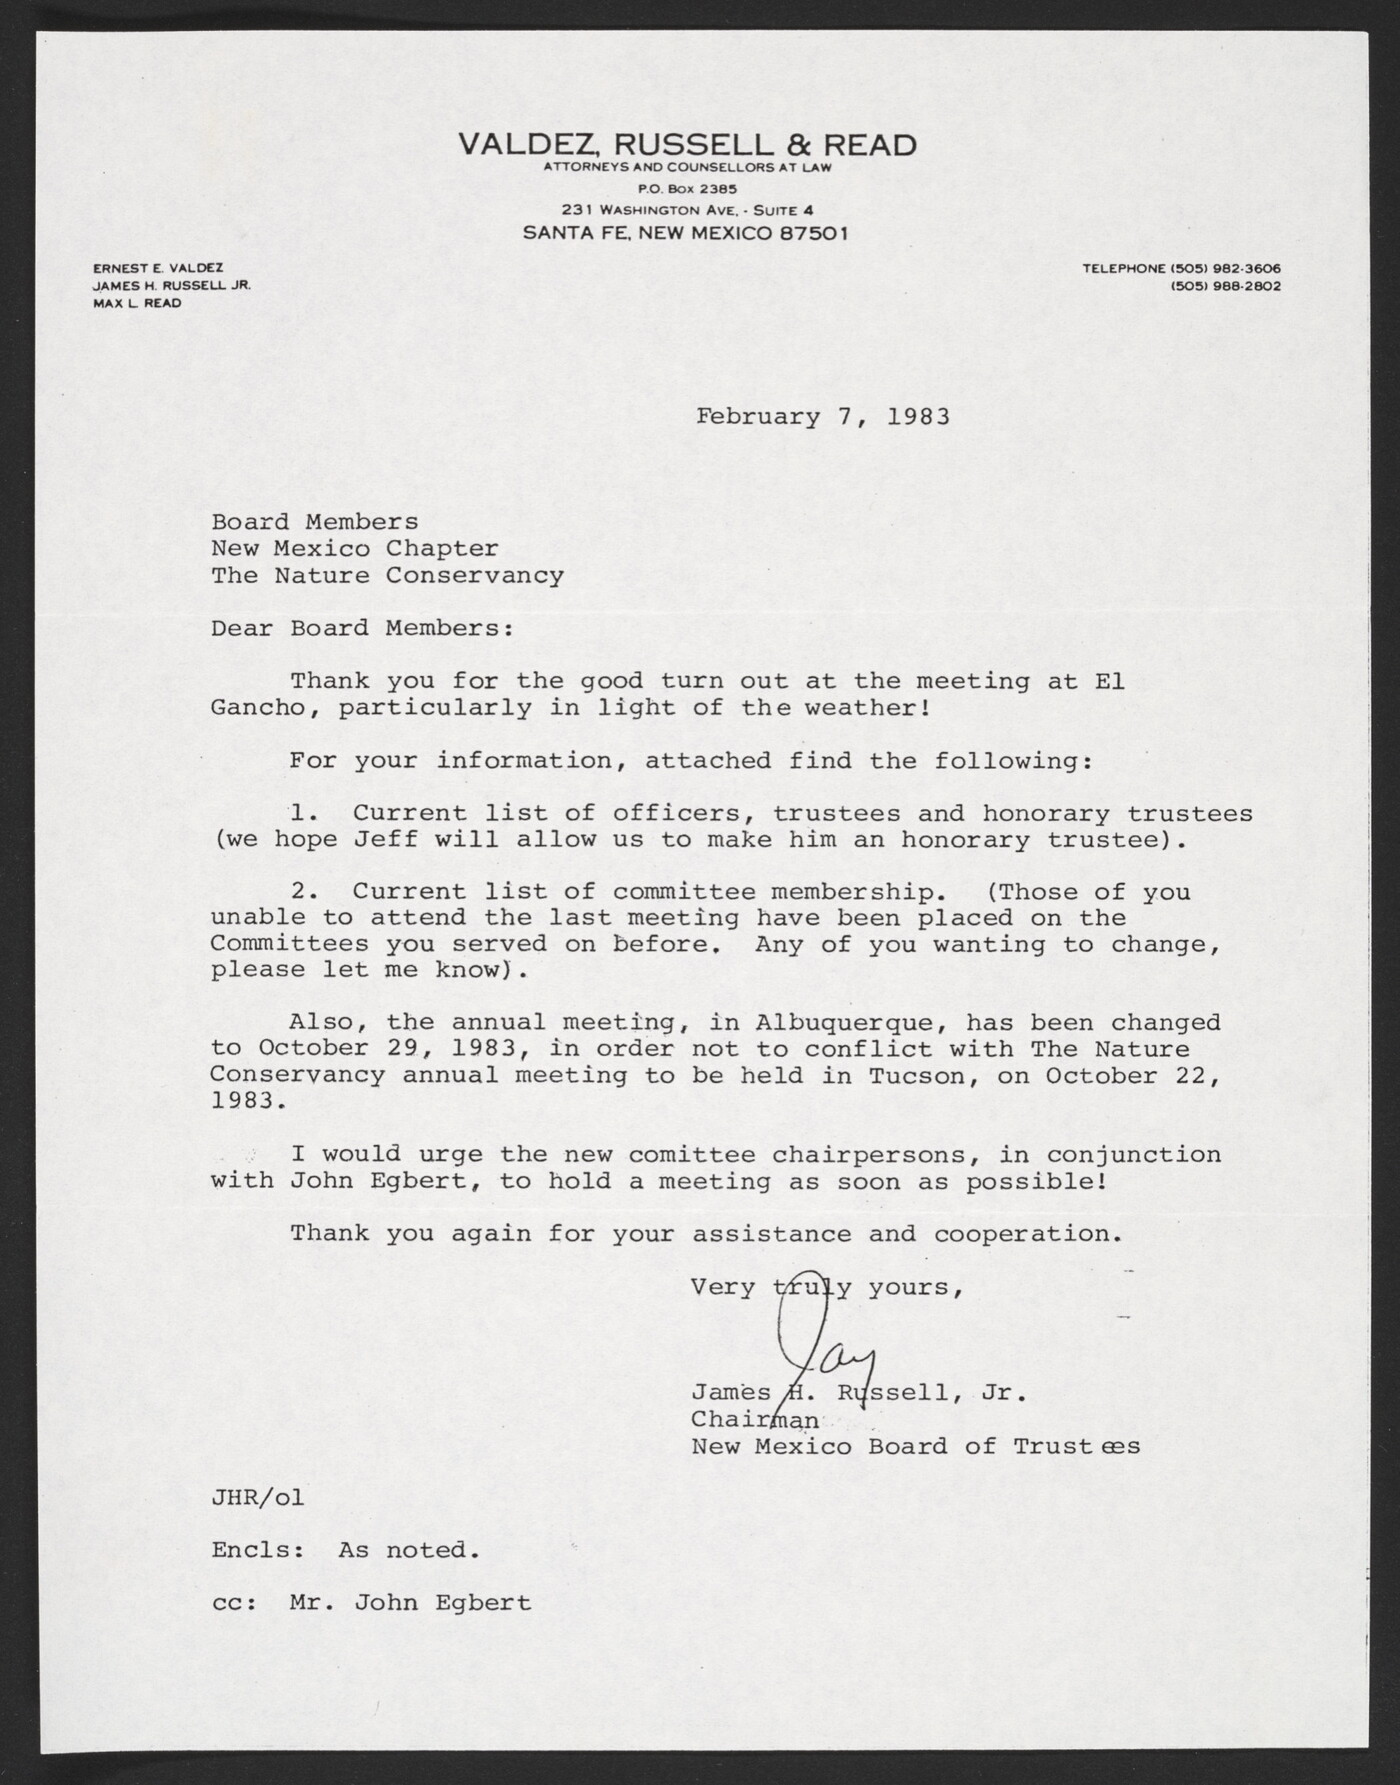 VALDEZ, RUSSELL & READ
ATTORNEYS AND COUNSELLORS AT LAW
P.O. BOX 2385
231 WASHINGTON AVE. - SUITE 4
SANTA FE, NEW MEXICO 87501
ERNEST E. VALDEZ
JAMES H. RUSSELL JR.
MAX L. READ
TELEPHONE (505) 982-3606
(505) 988-2802
February 7, 1983
Board Members
New Mexico Chapter
The Nature Conservancy
Dear Board Members:
Thank you for the good turn out at the meeting at El
Gancho, particularly in light of the weather!
For your information, attached find the following:
1. Current list of officers, trustees and honorary trustees
(we hope Jeff will allow us to make him an honorary trustee).
2. Current list of committee membership. (Those of you
unable to attend the last meeting have been placed on the
Committees you served on before. Any of you wanting to change,
please let me know).
Also, the annual meeting, in Albuquerque, has been changed
to October 29, 1983, in order not to conflict with The Nature
Conservancy annual meeting to be held in Tucson, on October 22,
1983.
I would urge the new comittee chairpersons, in conjunction
with John Egbert, to hold a meeting as soon as possible!
Thank you again for your assistance and cooperation.
Very truly yours,
Jay
James H. Russell, Jr.
Chairman
New Mexico Board of Trustees
JHR/ol
Encls: As noted.
cc: Mr. John Egbert